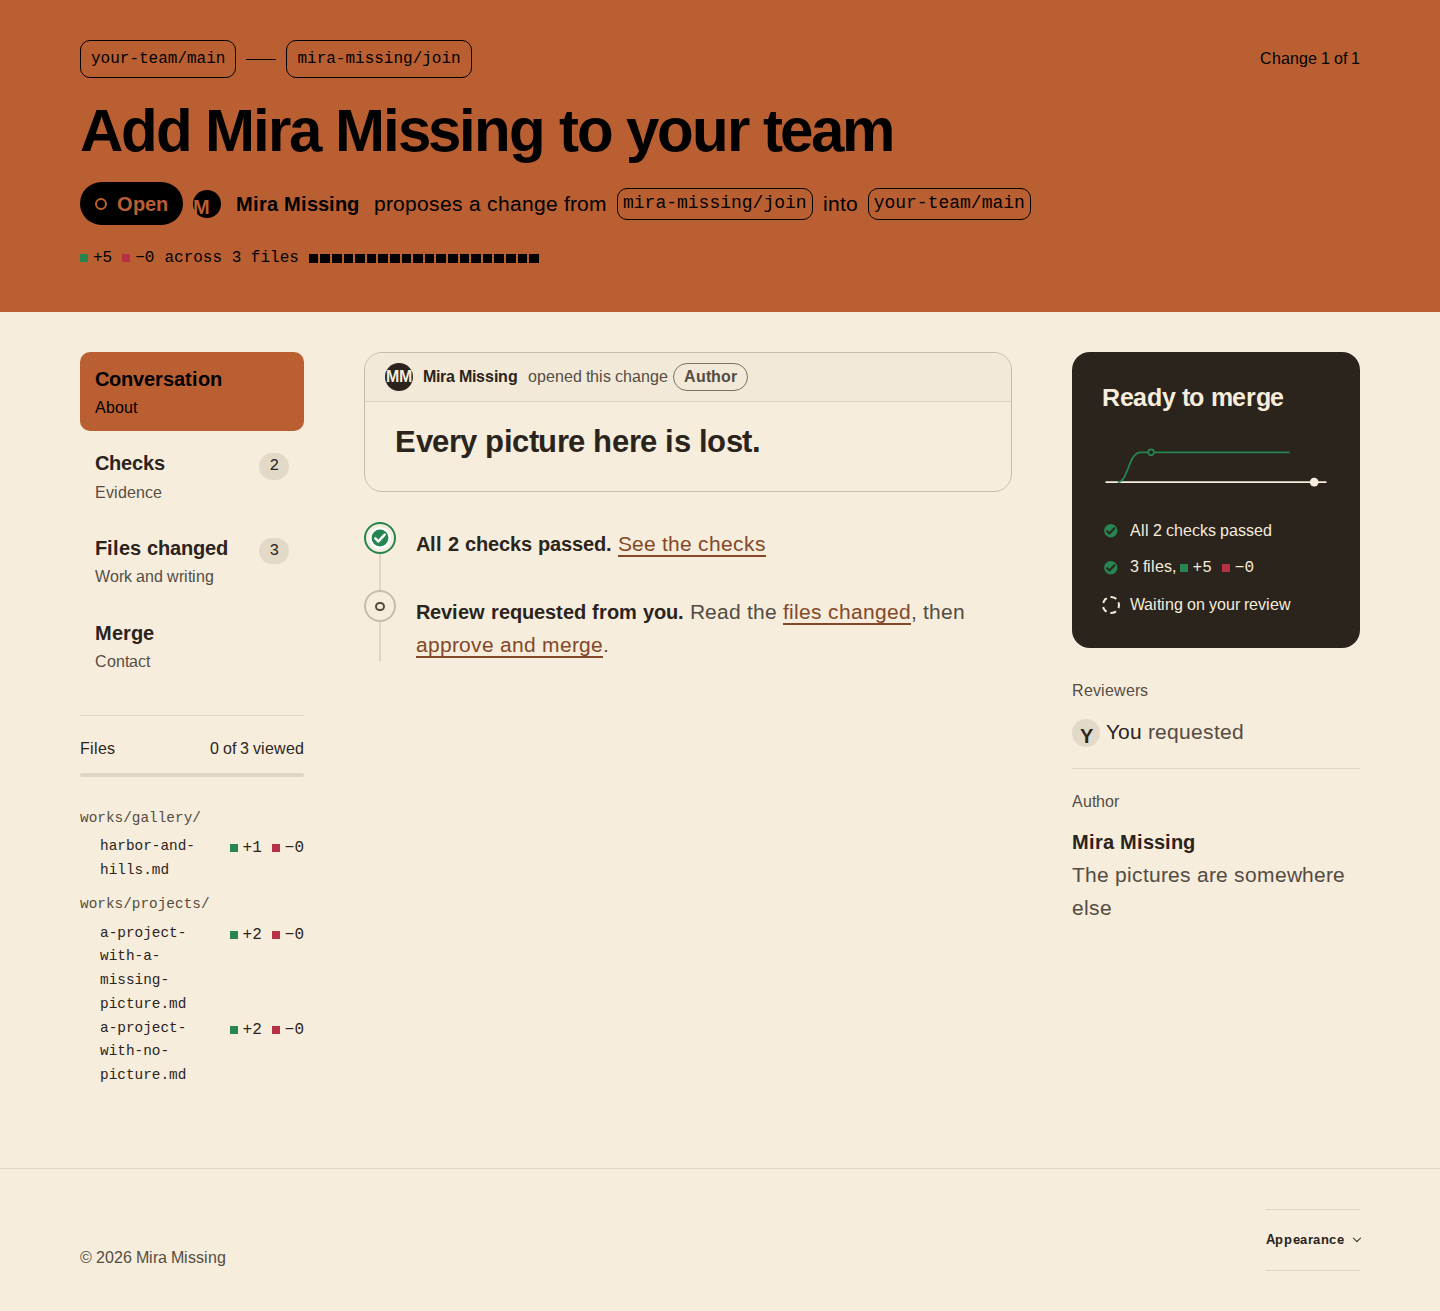 your-team/main mira-missing/join Change 1 of 1
Add Mira Missing to your team
Open M Mira Missing proposes a change from mira-missing/join into your-team/main
+5 −0 across 3 files
Conversation
About
Checks 2
Evidence
Files changed 3
Work and writing
Merge
Contact
Files 0 of 3 viewed
works/gallery/
harbor-and- +1 −0
hills.md
works/projects/
a-project- +2 −0
with-a-
missing-
picture.md
a-project- +2 −0
with-no-
picture.md
MM Mira Missing opened this change Author
Every picture here is lost.
All 2 checks passed. See the checks
Review requested from you. Read the files changed, then
approve and merge.
Ready to merge
All 2 checks passed
3 files, +5 −0
Waiting on your review
Reviewers
Y You requested
Author
Mira Missing
The pictures are somewhere
else
© 2026 Mira Missing
Appearance